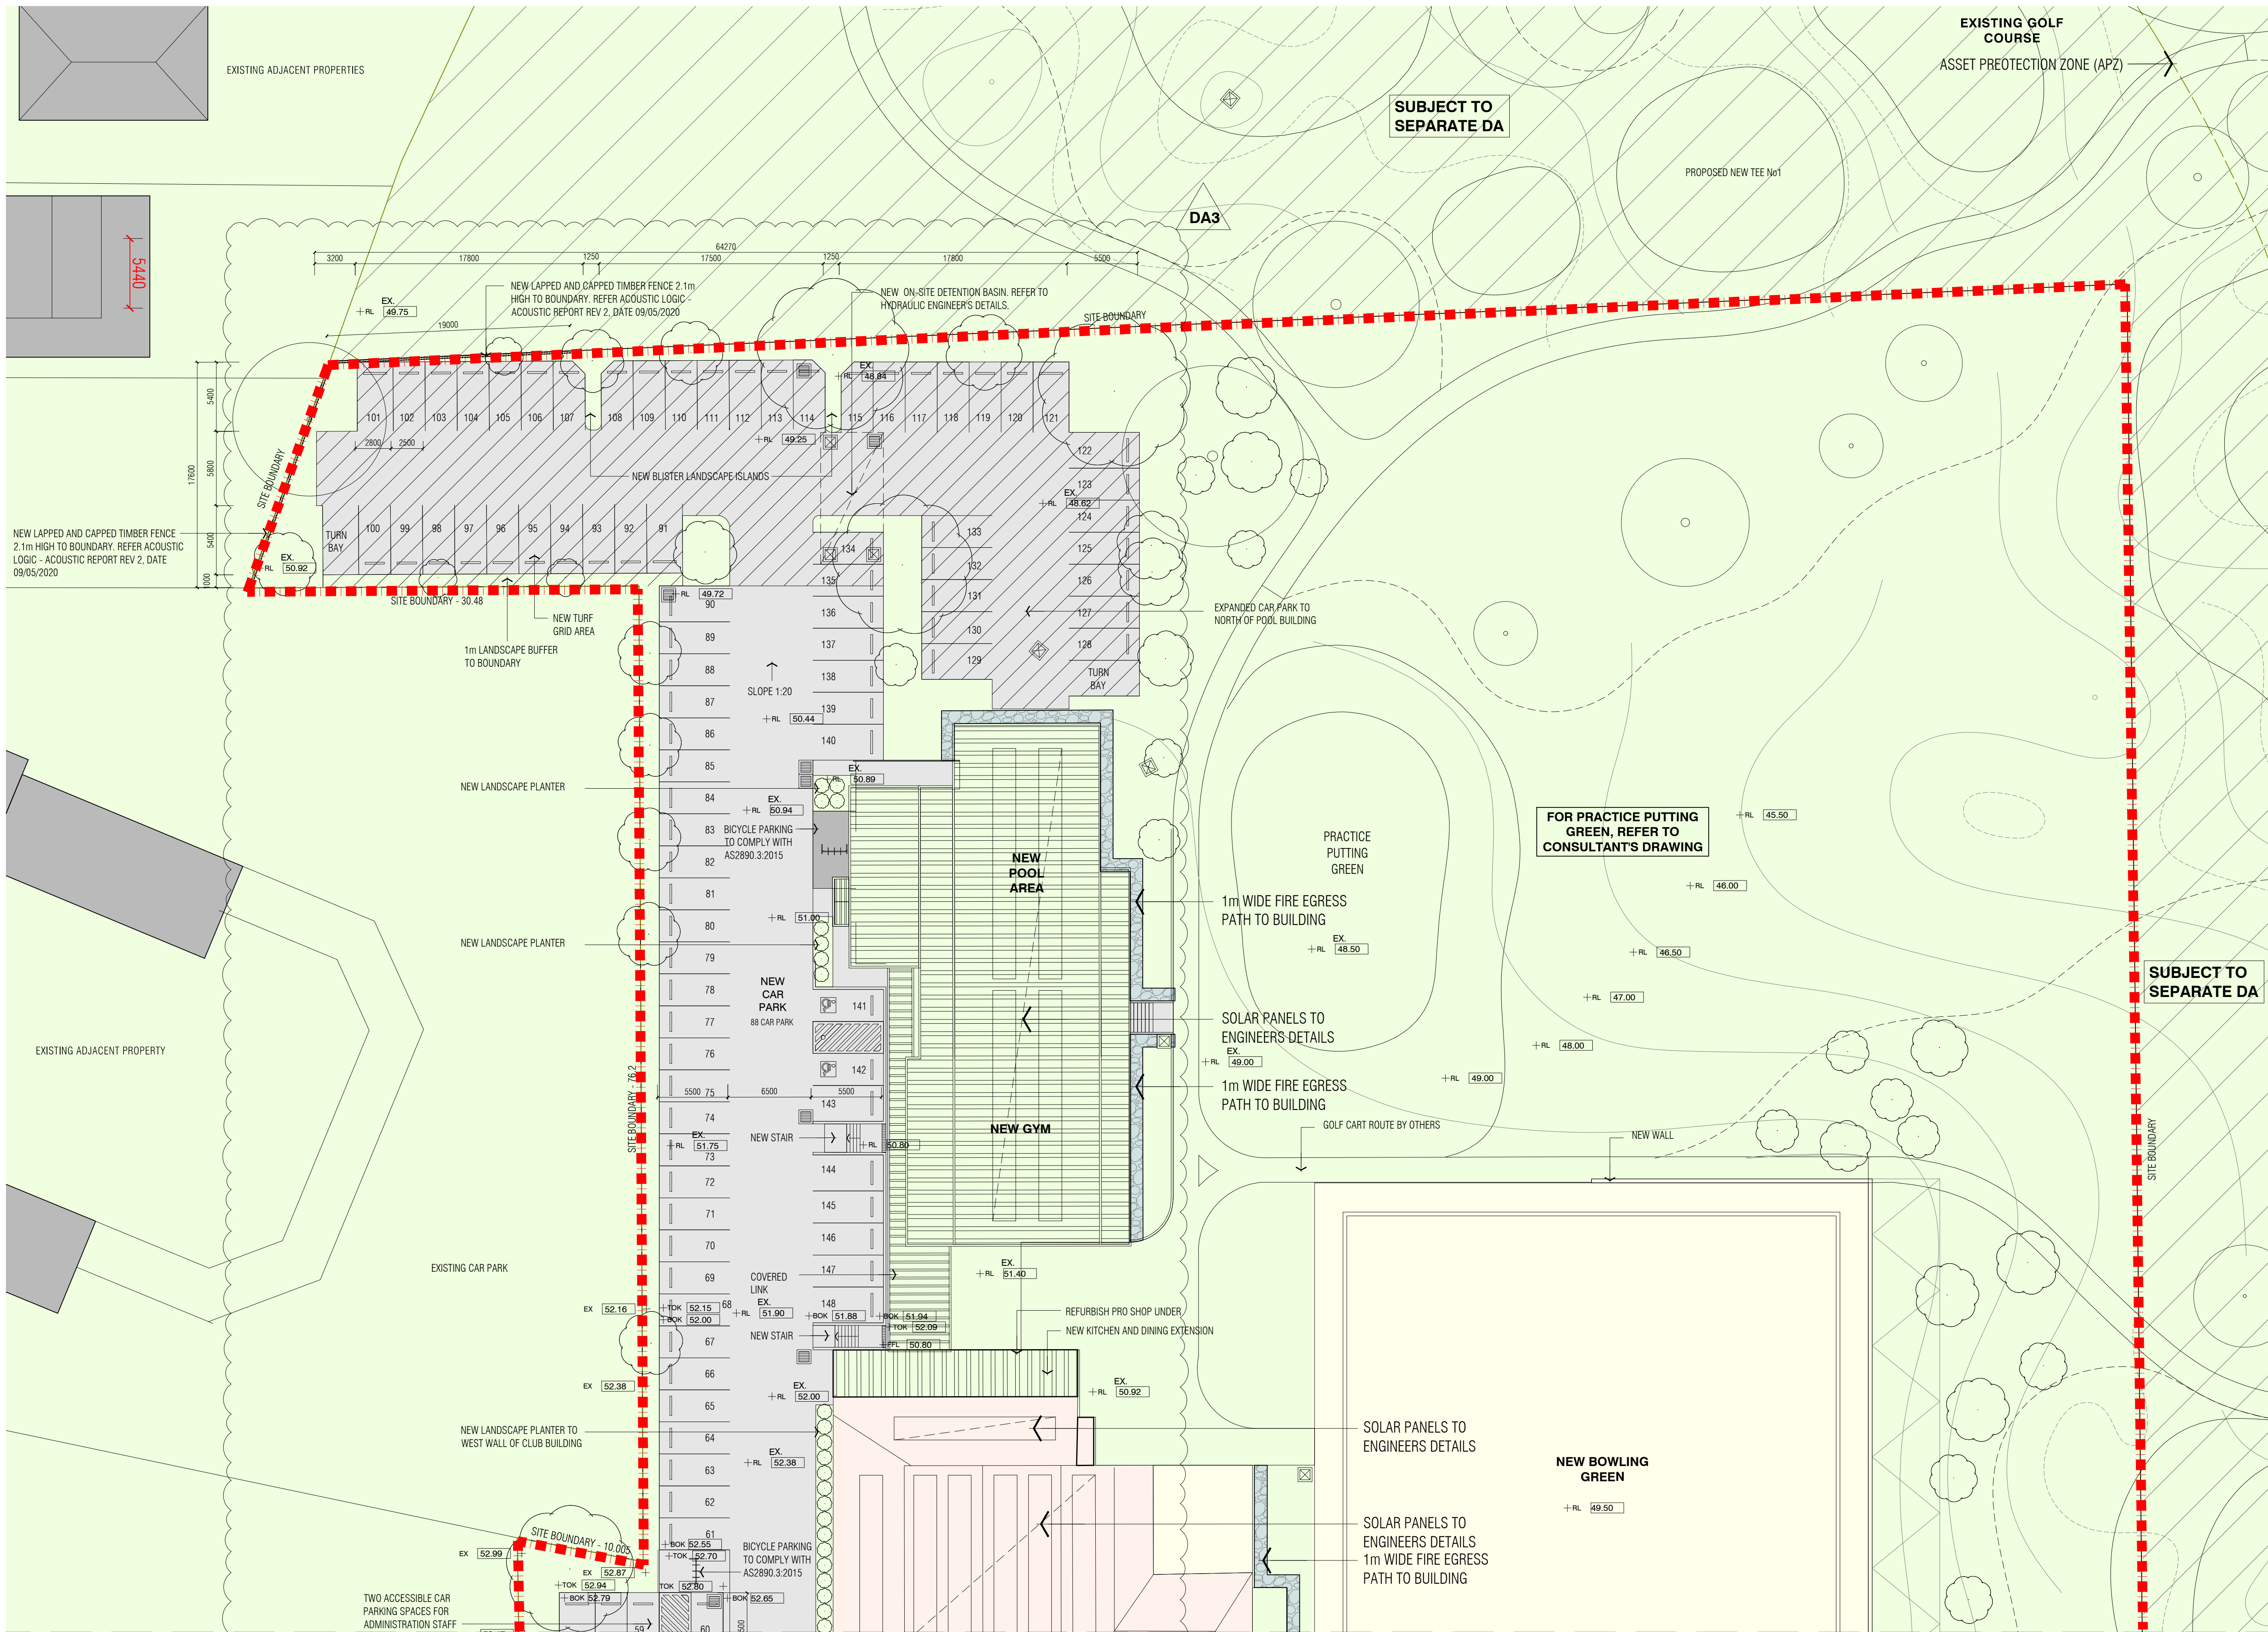 EXISTING GOLF
COURSE
ASSET PREOTECTION ZONE (APZ)
EXISTING ADJACENT PROPERTIES
SUBJECT TO
SEPARATE DA
PROPOSED NEW TEE No1
DA3
5440
64270
3200
17800
1250
17500
1250
17800
5500
NEW LAPPED AND CAPPED TIMBER FENCE 2.1m
HIGH TO BOUNDARY. REFER ACOUSTIC LOGIC -
ACOUSTIC REPORT REV 2, DATE 09/05/2020
NEW ON-SITE DETENTION BASIN. REFER TO
HYDRAULIC ENGINEER'S DETAILS.
EX.
RL 49.75
19000
SITE BOUNDARY
EX.
RL 48.84
17600
5400
5800
5400
1000
101
102
103
104
105
106
107
108
109
110
111
112
113
114
115
116
117
118
119
120
121
2800
2500
RL 49.25
SITE BOUNDARY
NEW BLISTER LANDSCAPE ISLANDS
122
123
124
125
126
127
128
EX.
RL 48.62
NEW LAPPED AND CAPPED TIMBER FENCE
2.1m HIGH TO BOUNDARY. REFER ACOUSTIC
LOGIC - ACOUSTIC REPORT REV 2, DATE
09/05/2020
TURN
BAY
100
99
98
97
96
95
94
93
92
91
EX.
RL 50.92
133
132
131
130
129
134
135
136
137
138
139
140
SITE BOUNDARY - 30.48
NEW TURF
GRID AREA
1m LANDSCAPE BUFFER
TO BOUNDARY
RL 49.72
EXPANDED CAR PARK TO
NORTH OF POOL BUILDING
TURN
BAY
SLOPE 1:20
RL 50.44
90
89
88
87
86
85
84
83
82
81
80
79
78
77
76
75
74
73
72
71
70
69
68
67
66
65
64
63
62
61
NEW LANDSCAPE PLANTER
EX.
RL 50.89
EX.
RL 50.94
BICYCLE PARKING
TO COMPLY WITH
AS2890.3:2015
NEW
POOL
AREA
PRACTICE
PUTTING
GREEN
FOR PRACTICE PUTTING
GREEN, REFER TO
CONSULTANT'S DRAWING
RL 45.50
RL 46.00
1m WIDE FIRE EGRESS
PATH TO BUILDING
RL 51.00
NEW LANDSCAPE PLANTER
EX.
RL 48.50
RL 46.50
SUBJECT TO
SEPARATE DA
NEW
CAR
PARK
88 CAR PARK
141
142
RL 47.00
SOLAR PANELS TO
ENGINEERS DETAILS
EX.
RL 49.00
RL 48.00
EXISTING ADJACENT PROPERTY
SITE BOUNDARY - 76.2
5500
6500
5500
1m WIDE FIRE EGRESS
PATH TO BUILDING
RL 49.00
143
NEW STAIR
RL 50.80
EX.
RL 51.75
NEW GYM
GOLF CART ROUTE BY OTHERS
NEW WALL
SITE BOUNDARY
144
145
146
147
148
EXISTING CAR PARK
COVERED
LINK
EX.
RL 51.40
EX 52.16
TOK 52.15
BOK 52.00
EX.
RL 51.90
BOK 51.88
BOK 51.94
TOK 52.09
FFL 50.80
NEW STAIR
REFURBISH PRO SHOP UNDER
NEW KITCHEN AND DINING EXTENSION
EX 52.38
EX.
RL 52.00
EX.
RL 50.92
NEW LANDSCAPE PLANTER TO
WEST WALL OF CLUB BUILDING
SOLAR PANELS TO
ENGINEERS DETAILS
EX.
RL 52.38
NEW BOWLING
GREEN
RL 49.50
SITE BOUNDARY - 10.005
EX 52.99
EX 52.87
BOK 52.55
TOK 52.70
TOK 52.94
TOK 52.80
BOK 52.79
BOK 52.65
BICYCLE PARKING
TO COMPLY WITH
AS2890.3:2015
SOLAR PANELS TO
ENGINEERS DETAILS
1m WIDE FIRE EGRESS
PATH TO BUILDING
TWO ACCESSIBLE CAR
PARKING SPACES FOR
ADMINISTRATION STAFF
59
60